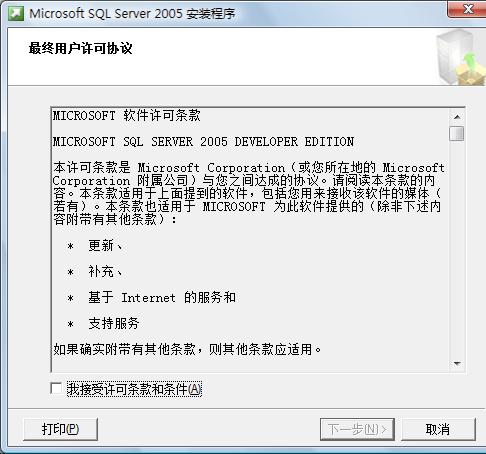 Microsoft SQL Server 2005 安装程序
最终用户许可协议
MICROSOFT 软件许可条款
MICROSOFT SQL SERVER 2005 DEVELOPER EDITION
本许可条款是 Microsoft Corporation（或您所在地的 Microsoft
Corporation 附属公司）与您之间达成的协议。请阅读本条款的内
容。本条款适用于上面提到的软件，包括您用来接收该软件的媒体（
若有）。本条款也适用于 MICROSOFT 为此软件提供的（除非下述内
容附带有其他条款）：
* 更新、
* 补充、
* 基于 Internet 的服务和
* 支持服务
如果确实附带有其他条款，则其他条款应适用。
我接受许可条款和条件(A)
打印(P)
下一步(N)>
取消